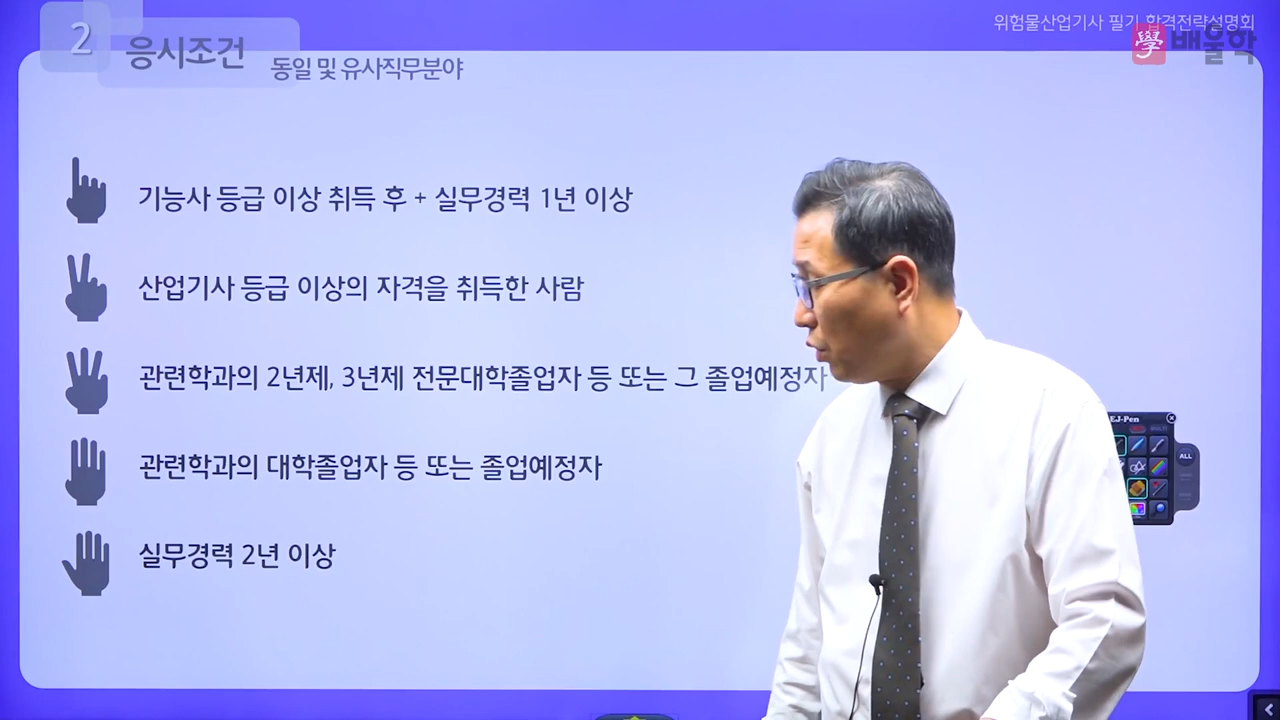 2
응시조건
동일 및 유사직무분야
위험물산업기사 필기 합격전략설명회
學 배울학
기능사 등급 이상 취득 후 + 실무경력 1년 이상
산업기사 등급 이상의 자격을 취득한 사람
관련학과의 2년제, 3년제 전문대학졸업자 등 또는 그 졸업예정자
관련학과의 대학졸업자 등 또는 졸업예정자
실무경력 2년 이상
EJ-Pen
ALL